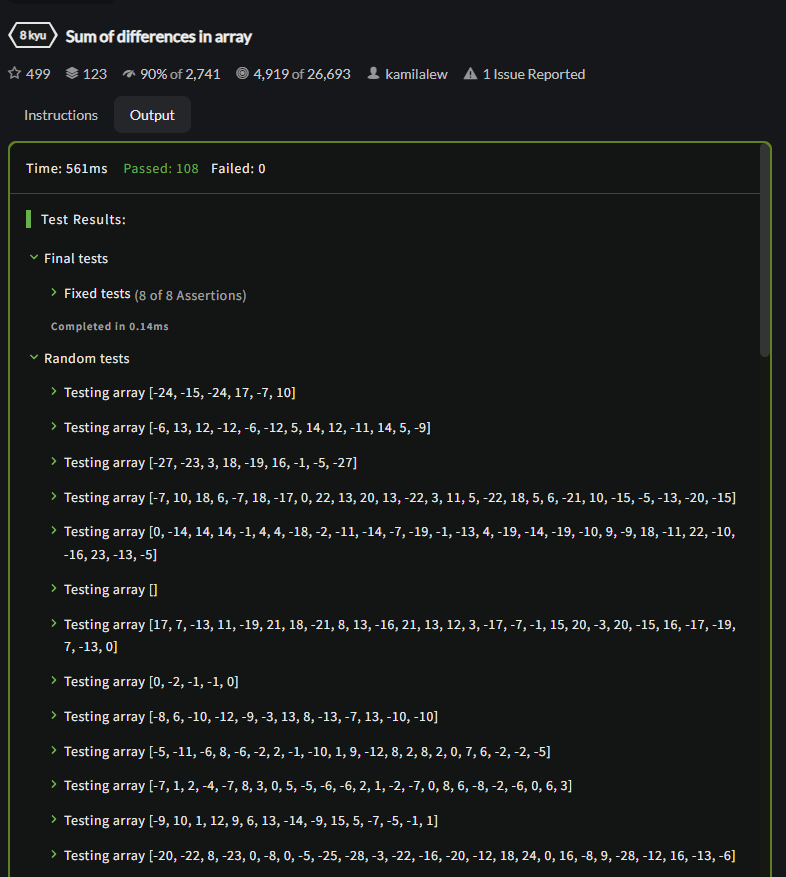 8 kyu Sum of differences in array
499 123 90% of 2,741 4,919 of 26,693 kamilalew 1 Issue Reported
Instructions Output
Time: 561ms Passed: 108 Failed: 0
Test Results:
Final tests
Fixed tests (8 of 8 Assertions)
Completed in 0.14ms
Random tests
Testing array [-24, -15, -24, 17, -7, 10]
Testing array [-6, 13, 12, -12, -6, -12, 5, 14, 12, -11, 14, 5, -9]
Testing array [-27, -23, 3, 18, -19, 16, -1, -5, -27]
Testing array [-7, 10, 18, 6, -7, 18, -17, 0, 22, 13, 20, 13, -22, 3, 11, 5, -22, 18, 5, 6, -21, 10, -15, -5, -13, -20, -15]
Testing array [0, -14, 14, 14, -1, 4, 4, -18, -2, -11, -14, -7, -19, -1, -13, 4, -19, -14, -19, -10, 9, -9, 18, -11, 22, -10,
-16, 23, -13, -5]
Testing array []
Testing array [17, 7, -13, 11, -19, 21, 18, -21, 8, 13, -16, 21, 13, 12, 3, -17, -7, -1, 15, 20, -3, 20, -15, 16, -17, -19,
7, -13, 0]
Testing array [0, -2, -1, -1, 0]
Testing array [-8, 6, -10, -12, -9, -3, 13, 8, -13, -7, 13, -10, -10]
Testing array [-5, -11, -6, 8, -6, -2, 2, -1, -10, 1, 9, -12, 8, 2, 8, 2, 0, 7, 6, -2, -2, -5]
Testing array [-7, 1, 2, -4, -7, 8, 3, 0, 5, -5, -6, -6, 2, 1, -2, -7, 0, 8, 6, -8, -2, -6, 0, 6, 3]
Testing array [-9, 10, 1, 12, 9, 6, 13, -14, -9, 15, 5, -7, -5, -1, 1]
Testing array [-20, -22, 8, -23, 0, -8, 0, -5, -25, -28, -3, -22, -16, -20, -12, 18, 24, 0, 16, -8, 9, -28, -12, 16, -13, -6]